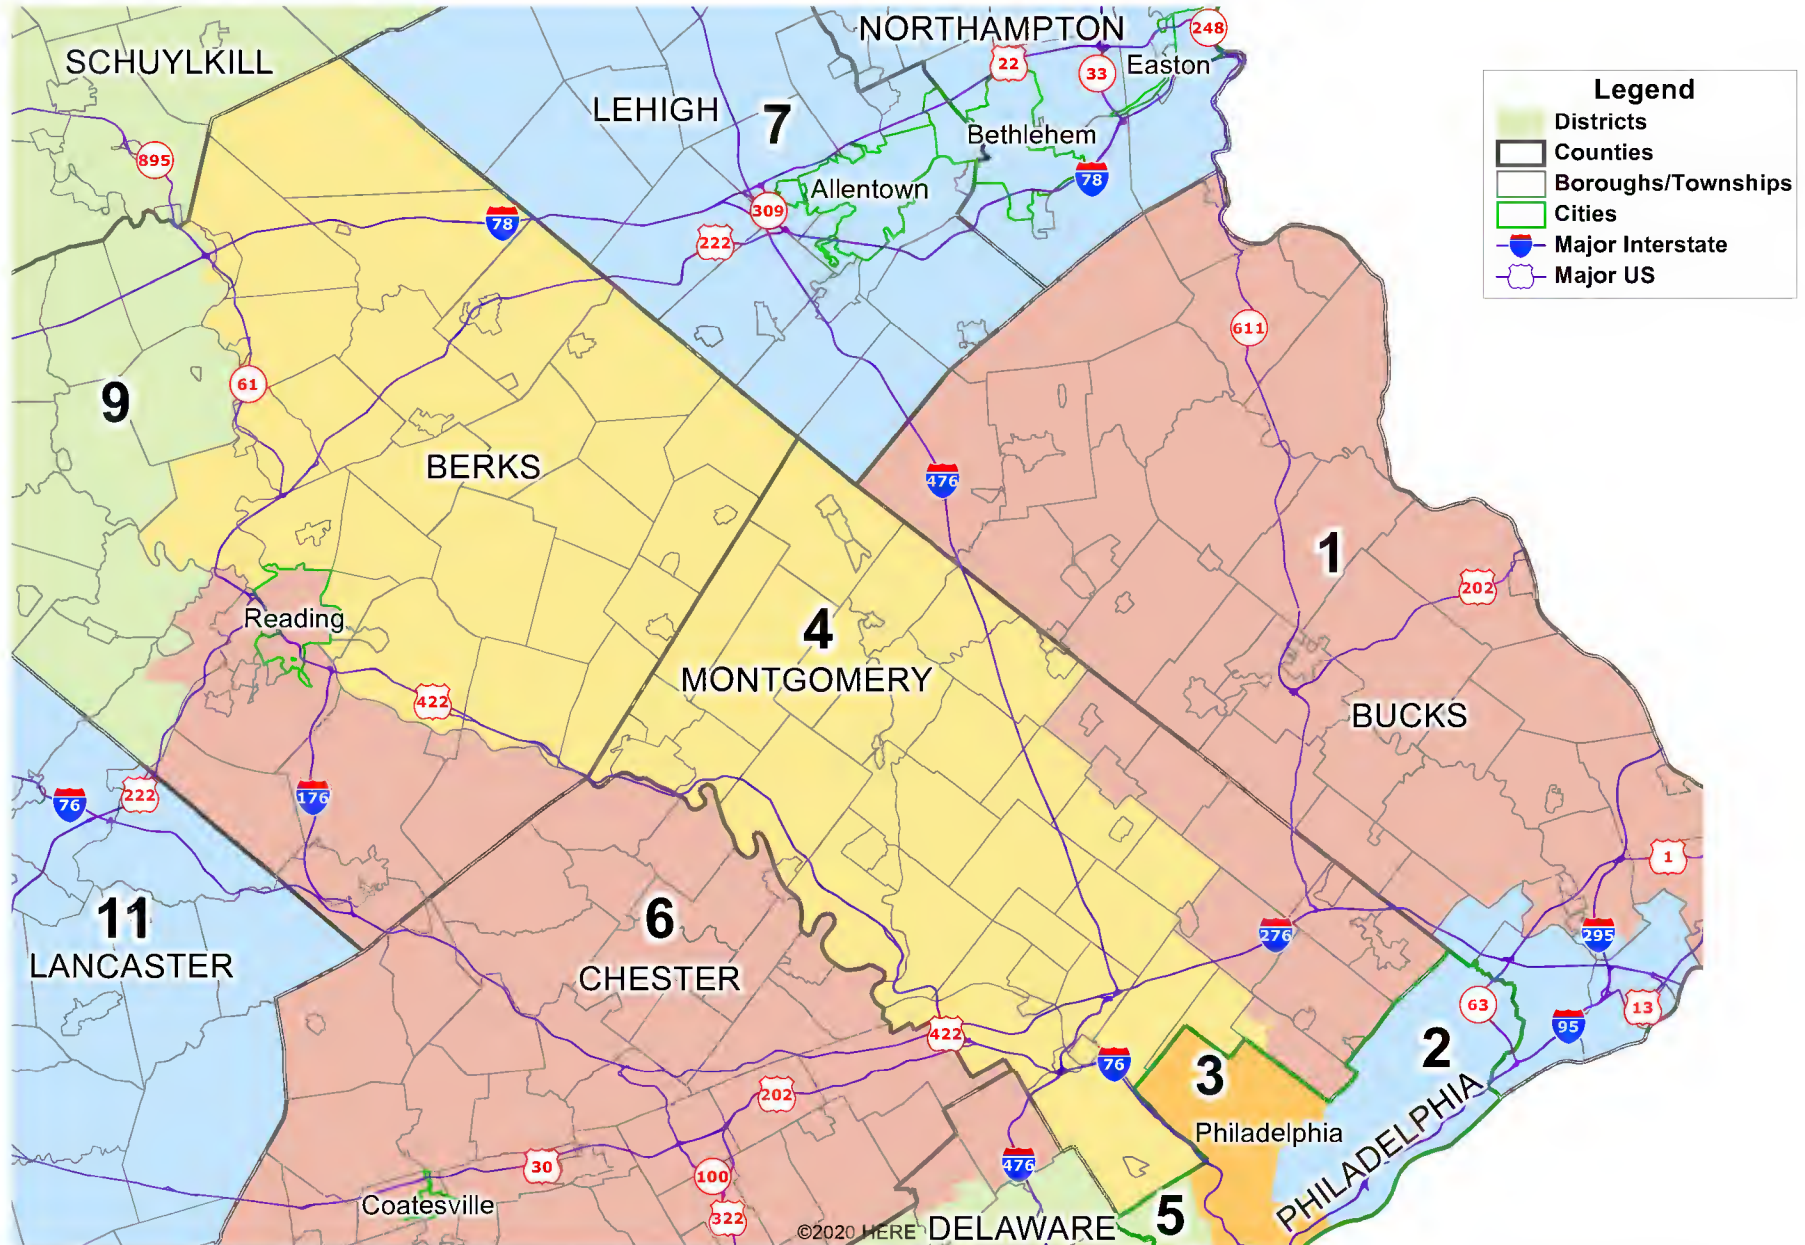 NORTHAMPTON
248
SCHUYLKILL
22
33
Easton
Legend
Districts
LEHIGH
7
Bethlehem
Counties
895
78
Allentown
Boroughs/Townships
309
Cities
78
222
Major Interstate
Major US
611
61
9
BERKS
476
1
202
Reading
4
MONTGOMERY
422
BUCKS
76
222
176
1
11
6
276
295
LANCASTER
CHESTER
63
13
422
95
76
3
2
202
Philadelphia
PHILADELPHIA
30
100
476
Coatesville
322
5
©2020 HERE
DELAWARE